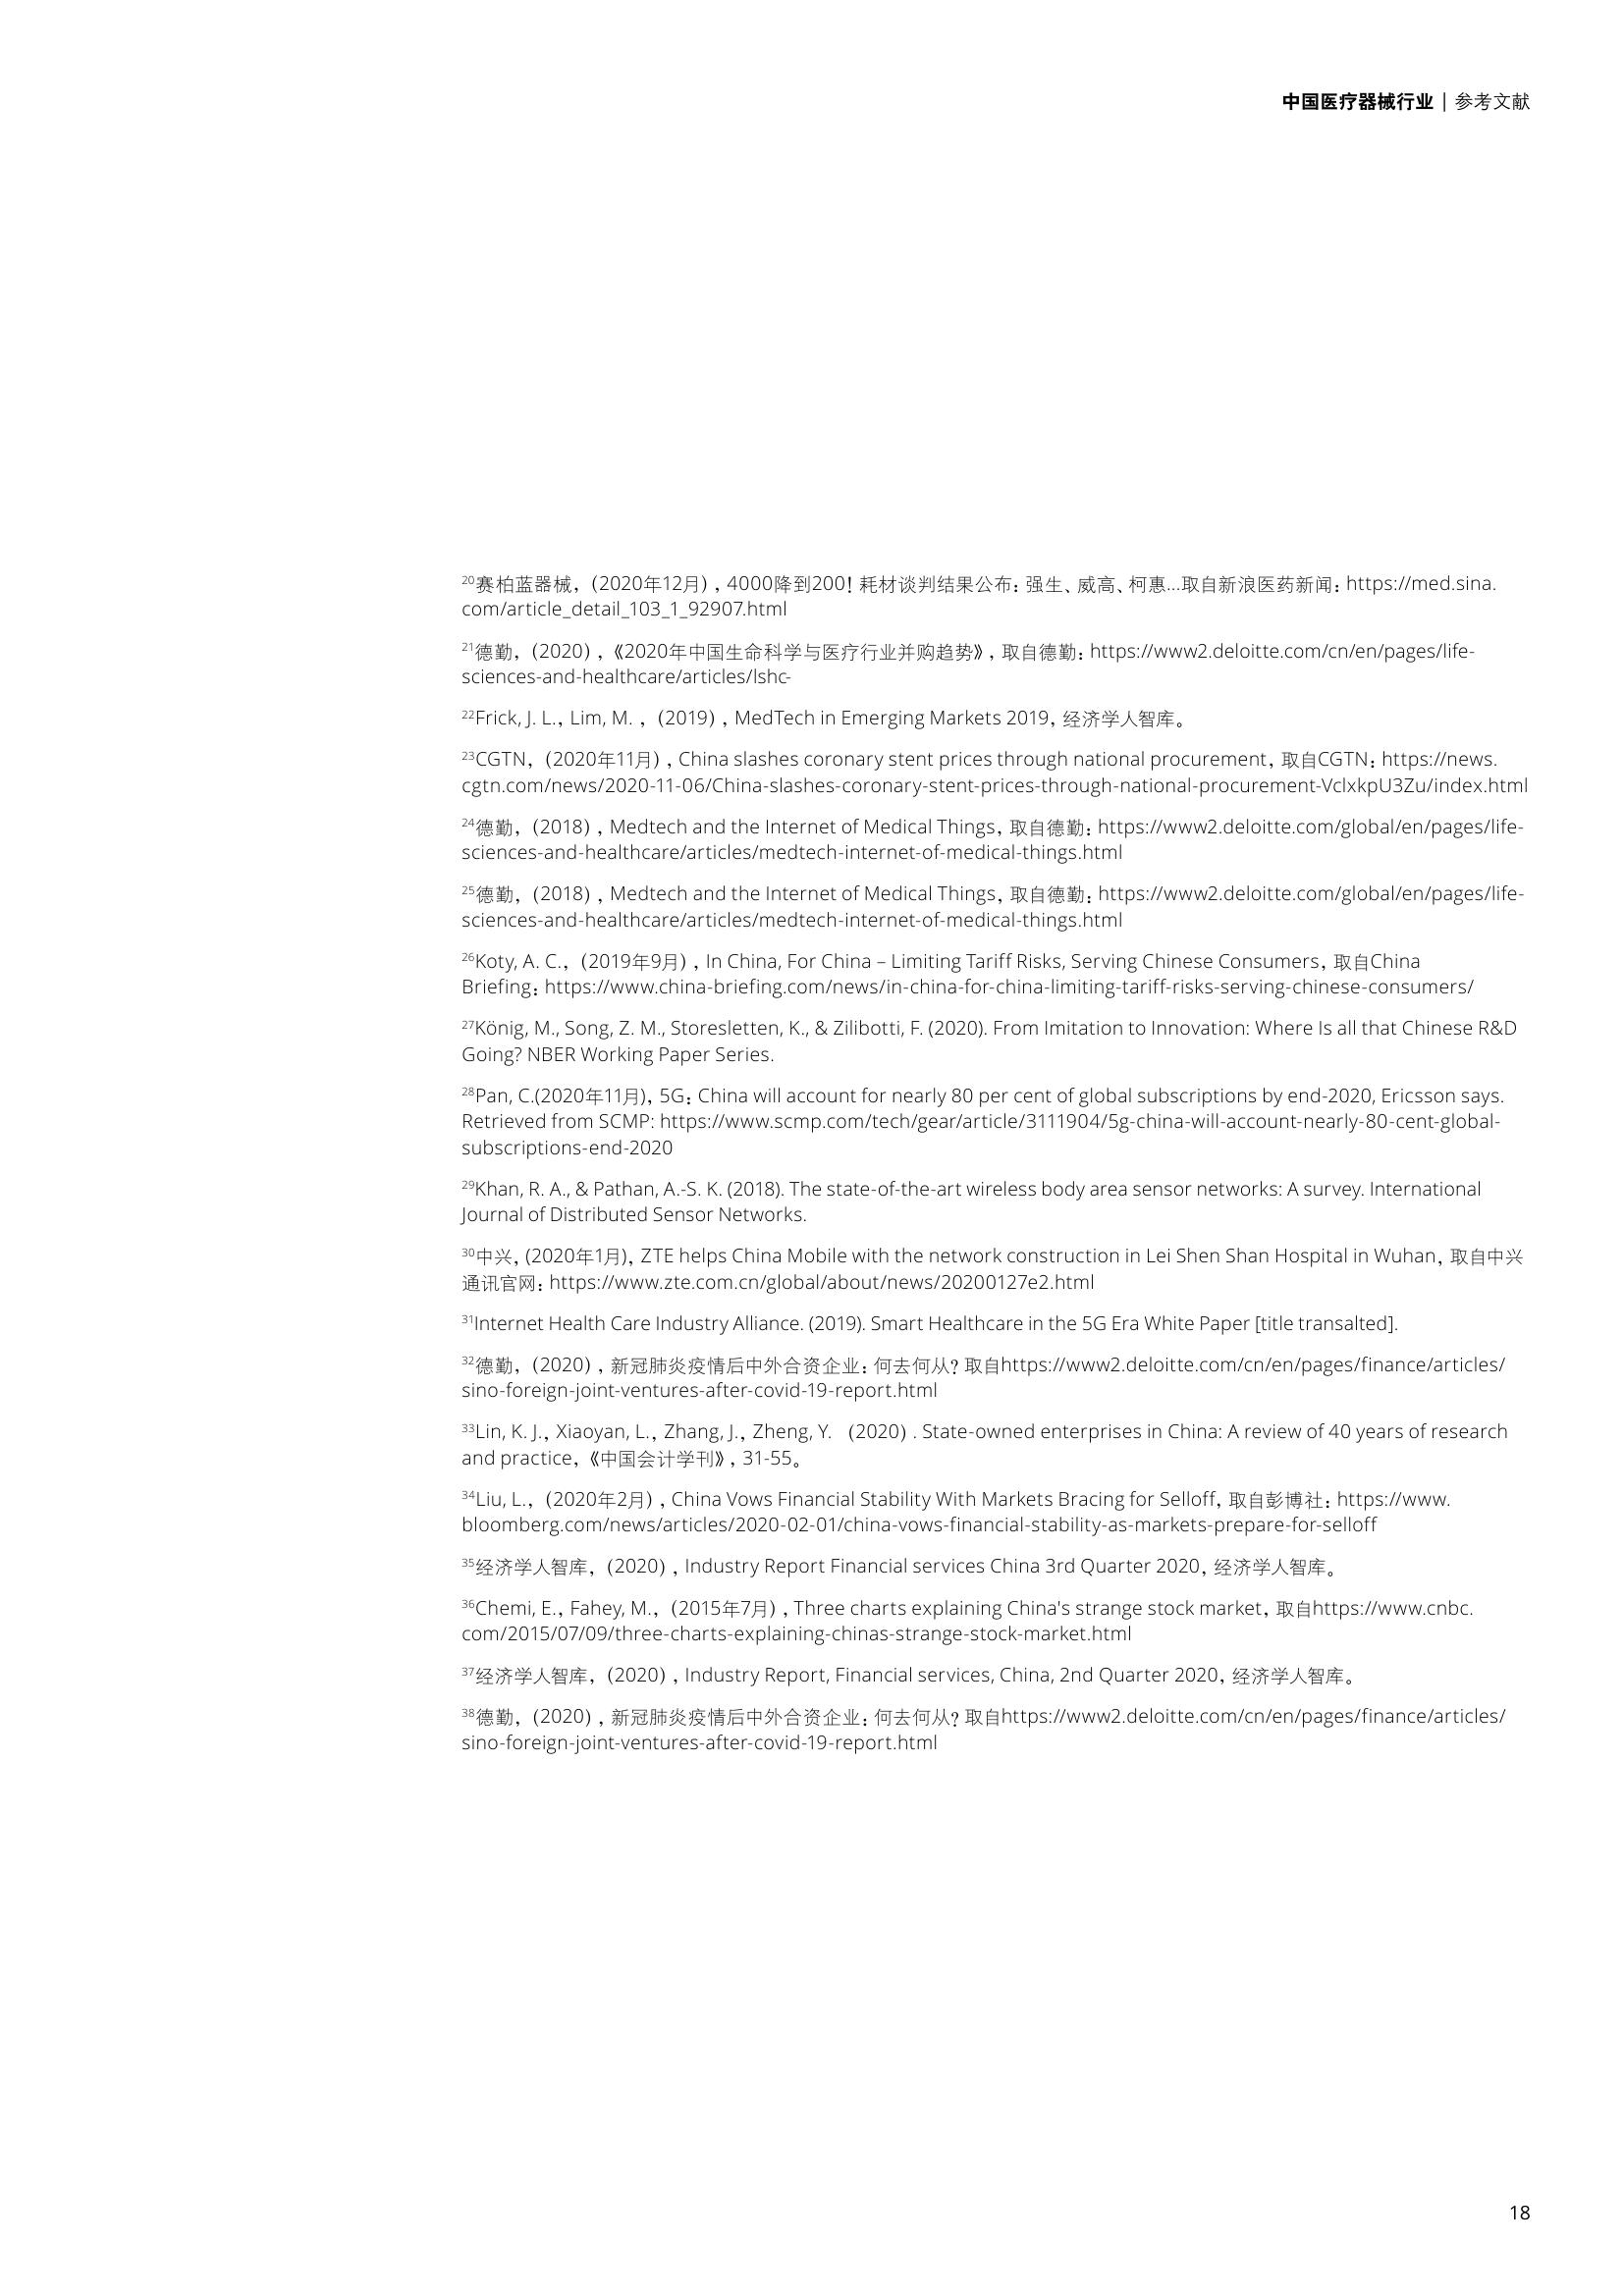 中国医疗器械行业 | 参考文献
20赛柏蓝器械，（2020年12月），4000降到200！耗材谈判结果公布：强生、威高、柯惠...取自新浪医药新闻：https://med.sina.
com/article_detail_103_1_92907.html
21德勤，（2020），《2020年中国生命科学与医疗行业并购趋势》，取自德勤：https://www2.deloitte.com/cn/en/pages/life-
sciences-and-healthcare/articles/lshc-
22Frick, J. L., Lim, M.，（2019），MedTech in Emerging Markets 2019，经济学人智库。
23CGTN，（2020年11月），China slashes coronary stent prices through national procurement，取自CGTN：https://news.
cgtn.com/news/2020-11-06/China-slashes-coronary-stent-prices-through-national-procurement-VclxkpU3Zu/index.html
24德勤，（2018），Medtech and the Internet of Medical Things，取自德勤：https://www2.deloitte.com/global/en/pages/life-
sciences-and-healthcare/articles/medtech-internet-of-medical-things.html
25德勤，（2018），Medtech and the Internet of Medical Things，取自德勤：https://www2.deloitte.com/global/en/pages/life-
sciences-and-healthcare/articles/medtech-internet-of-medical-things.html
26Koty, A. C.，（2019年9月），In China, For China – Limiting Tariff Risks, Serving Chinese Consumers，取自China
Briefing：https://www.china-briefing.com/news/in-china-for-china-limiting-tariff-risks-serving-chinese-consumers/
27König, M., Song, Z. M., Storesletten, K., & Zilibotti, F. (2020). From Imitation to Innovation: Where Is all that Chinese R&D
Going? NBER Working Paper Series.
28Pan, C.(2020年11月)，5G：China will account for nearly 80 per cent of global subscriptions by end-2020, Ericsson says.
Retrieved from SCMP: https://www.scmp.com/tech/gear/article/3111904/5g-china-will-account-nearly-80-cent-global-
subscriptions-end-2020
29Khan, R. A., & Pathan, A.-S. K. (2018). The state-of-the-art wireless body area sensor networks: A survey. International
Journal of Distributed Sensor Networks.
30中兴，(2020年1月)，ZTE helps China Mobile with the network construction in Lei Shen Shan Hospital in Wuhan，取自中兴
通讯官网：https://www.zte.com.cn/global/about/news/20200127e2.html
31Internet Health Care Industry Alliance. (2019). Smart Healthcare in the 5G Era White Paper [title transalted].
32德勤，（2020），新冠肺炎疫情后中外合资企业：何去何从？取自https://www2.deloitte.com/cn/en/pages/finance/articles/
sino-foreign-joint-ventures-after-covid-19-report.html
33Lin, K. J., Xiaoyan, L., Zhang, J., Zheng, Y. （2020）. State-owned enterprises in China: A review of 40 years of research
and practice，《中国会计学刊》，31-55。
34Liu, L.，（2020年2月），China Vows Financial Stability With Markets Bracing for Selloff，取自彭博社：https://www.
bloomberg.com/news/articles/2020-02-01/china-vows-financial-stability-as-markets-prepare-for-selloff
35经济学人智库，（2020），Industry Report Financial services China 3rd Quarter 2020，经济学人智库。
36Chemi, E., Fahey, M.，（2015年7月），Three charts explaining China's strange stock market，取自https://www.cnbc.
com/2015/07/09/three-charts-explaining-chinas-strange-stock-market.html
37经济学人智库，（2020），Industry Report, Financial services, China, 2nd Quarter 2020，经济学人智库。
38德勤，（2020），新冠肺炎疫情后中外合资企业：何去何从？取自https://www2.deloitte.com/cn/en/pages/finance/articles/
sino-foreign-joint-ventures-after-covid-19-report.html
18